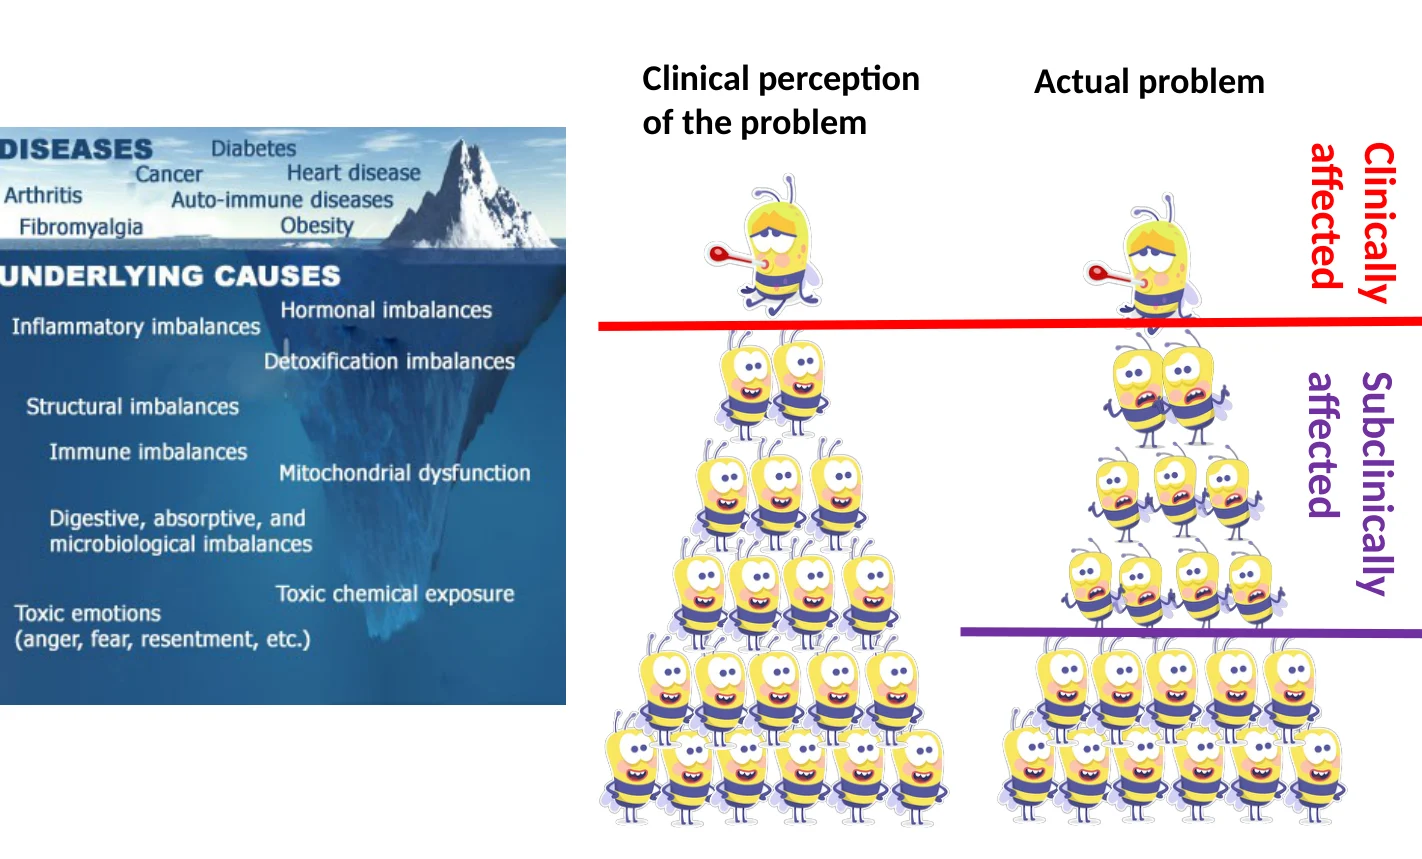 Clinical perception
of the problem
Actual problem
DISEASES
Diabetes
Cancer
Heart disease
Arthritis
Auto-immune diseases
Fibromyalgia
Obesity
UNDERLYING CAUSES
Hormonal imbalances
Inflammatory imbalances
Detoxification imbalances
Structural imbalances
Immune imbalances
Mitochondrial dysfunction
Digestive, absorptive, and
microbiological imbalances
Toxic chemical exposure
Toxic emotions
(anger, fear, resentment, etc.)
Clinically
affected
Subclinically
affected